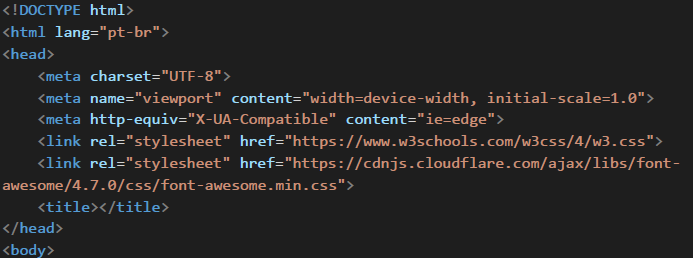 <!DOCTYPE html>
<html lang="pt-br">
<head>
    <meta charset="UTF-8">
    <meta name="viewport" content="width=device-width, initial-scale=1.0">
    <meta http-equiv="X-UA-Compatible" content="ie=edge">
    <link rel="stylesheet" href="https://www.w3schools.com/w3css/4/w3.css">
    <link rel="stylesheet" href="https://cdnjs.cloudflare.com/ajax/libs/font-
awesome/4.7.0/css/font-awesome.min.css">
    <title></title>
</head>
<body>